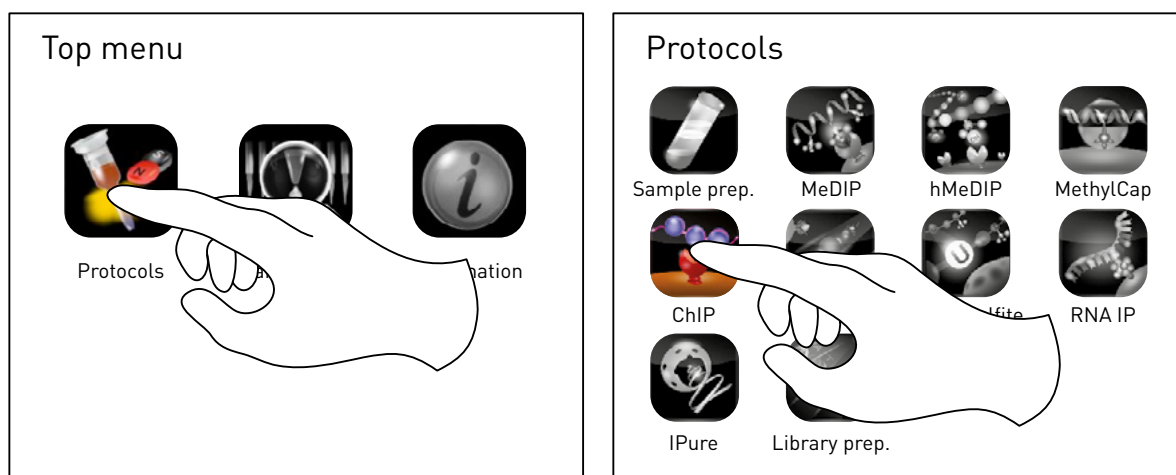 Top menu
Protocols
Protocols
Sample prep.
MeDIP
hMeDIP
MethylCap
ChIP
RNA IP
IPure
Library prep.